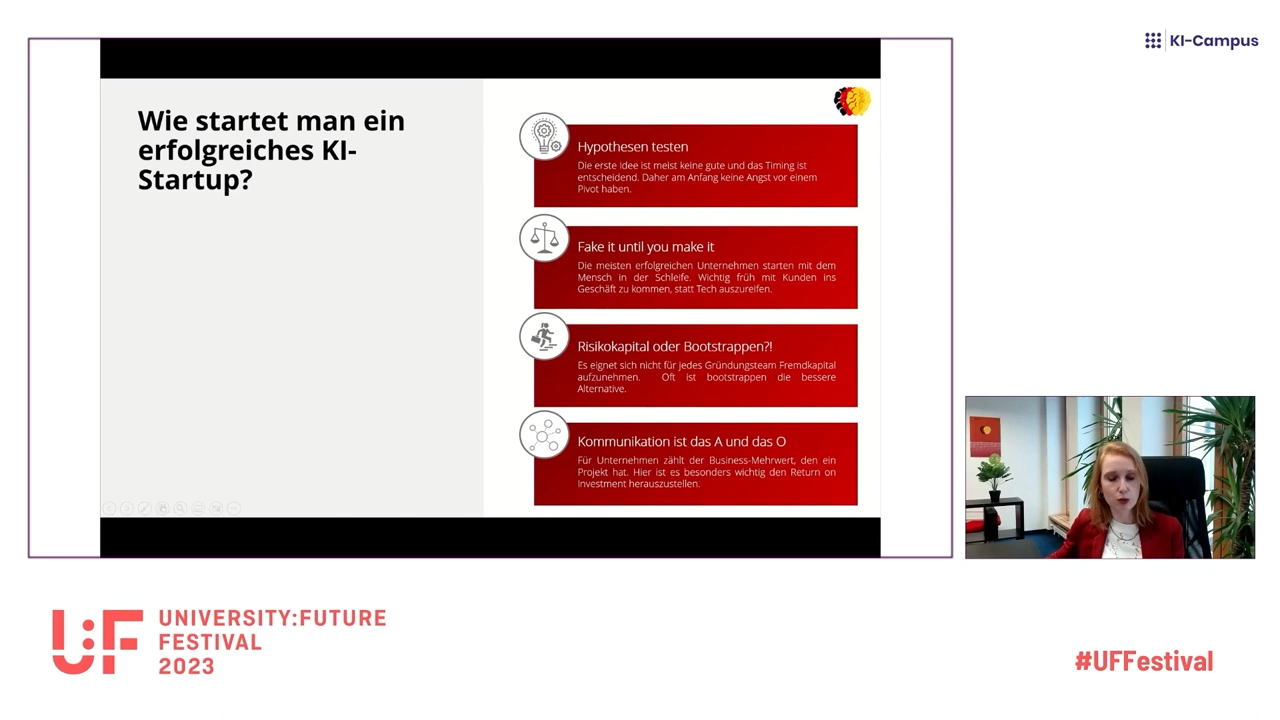 KI-Campus
Wie startet man ein
erfolgreiches KI-
Startup?
Hypothesen testen
Die erste Idee ist meist keine gute und das Timing ist
entscheidend. Daher am Anfang keine Angst vor einem
Pivot haben.
Fake it until you make it
Die meisten erfolgreichen Unternehmen starten mit dem
Mensch in der Schleife. Wichtig früh mit Kunden ins
Geschäft zu kommen, statt Tech auszureifen.
Risikokapital oder Bootstrappen?!
Es eignet sich nicht für jedes Gründungsteam Fremdkapital
aufzunehmen. Oft ist bootstrappen die bessere
Alternative.
Kommunikation ist das A und das O
Für Unternehmen zählt der Business-Mehrwert, den ein
Projekt hat. Hier ist es besonders wichtig den Return on
Investment herauszustellen.
U:F
UNIVERSITY:FUTURE
FESTIVAL
2023
#UFFestival